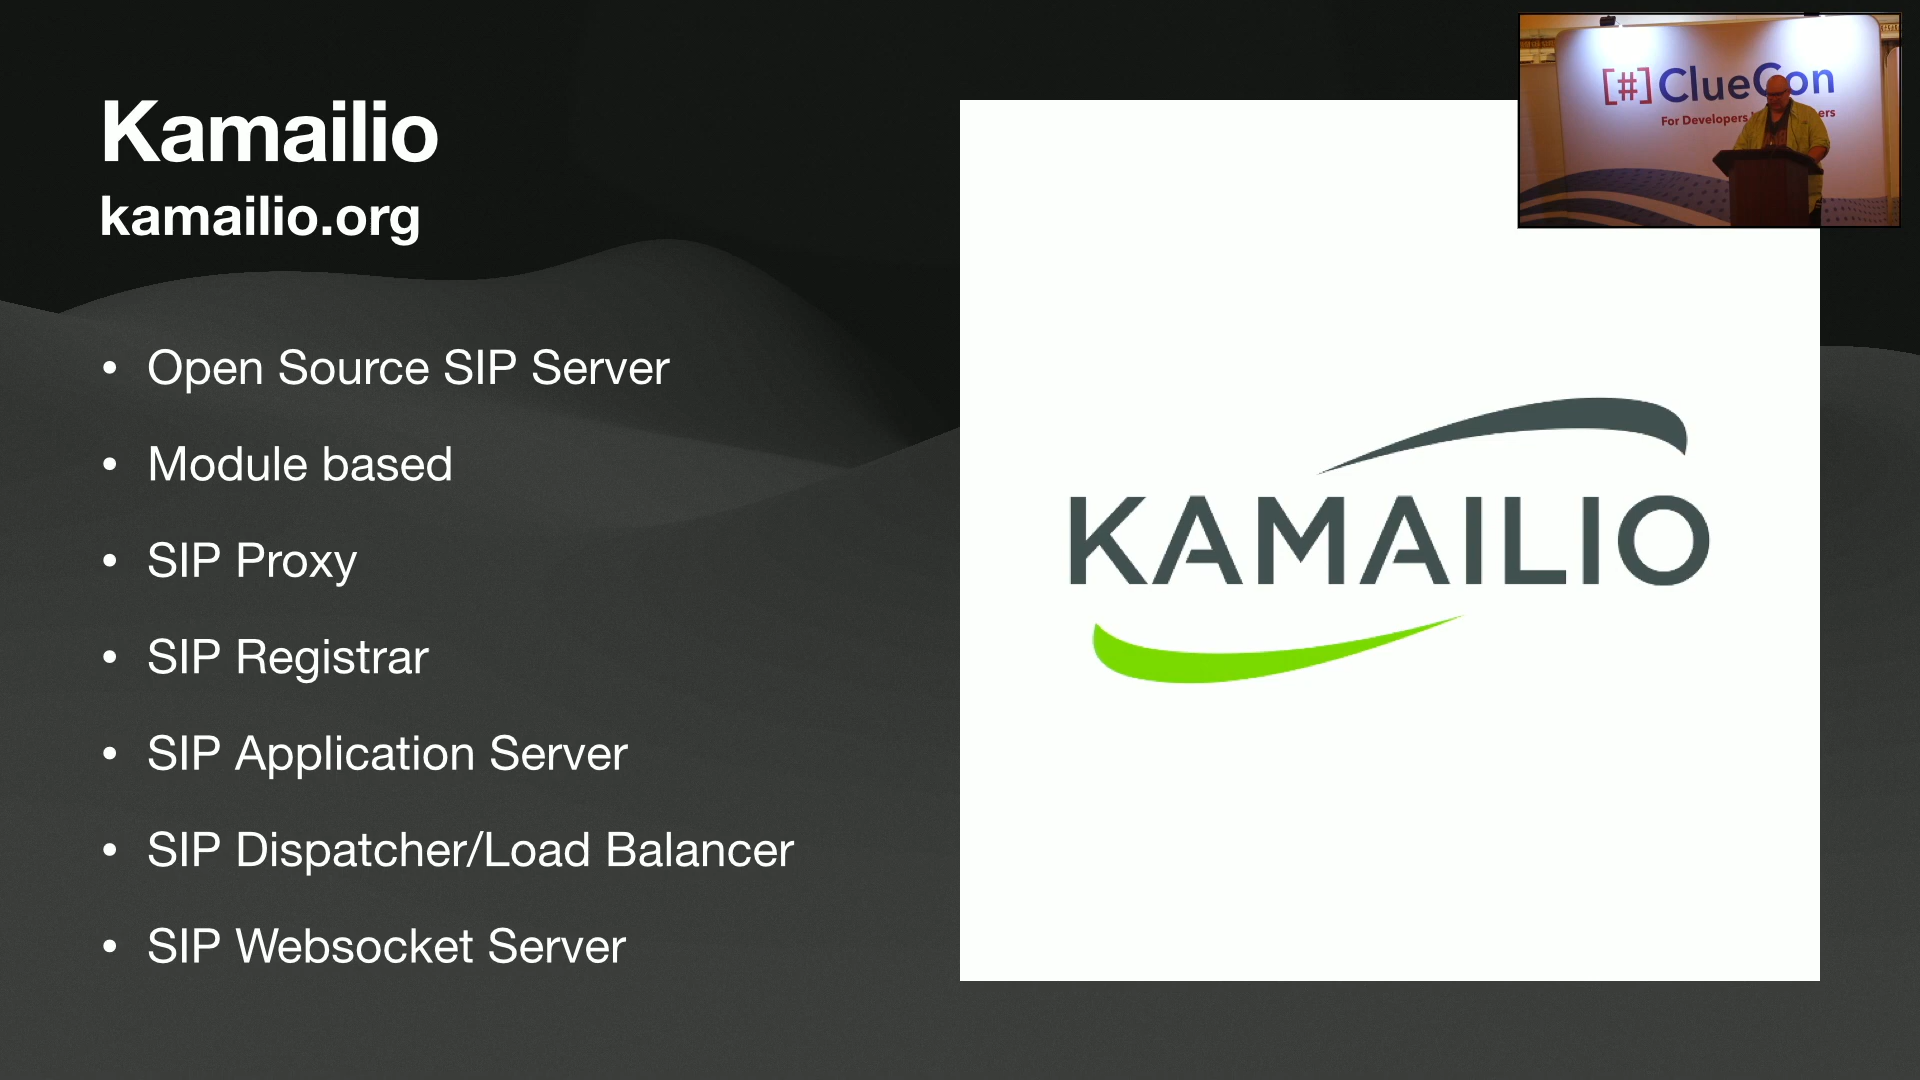 Kamailio
kamailio.org
• Open Source SIP Server
• Module based
• SIP Proxy
• SIP Registrar
• SIP Application Server
• SIP Dispatcher/Load Balancer
• SIP Websocket Server
KAMAILIO
[#] ClueCon
For Developers